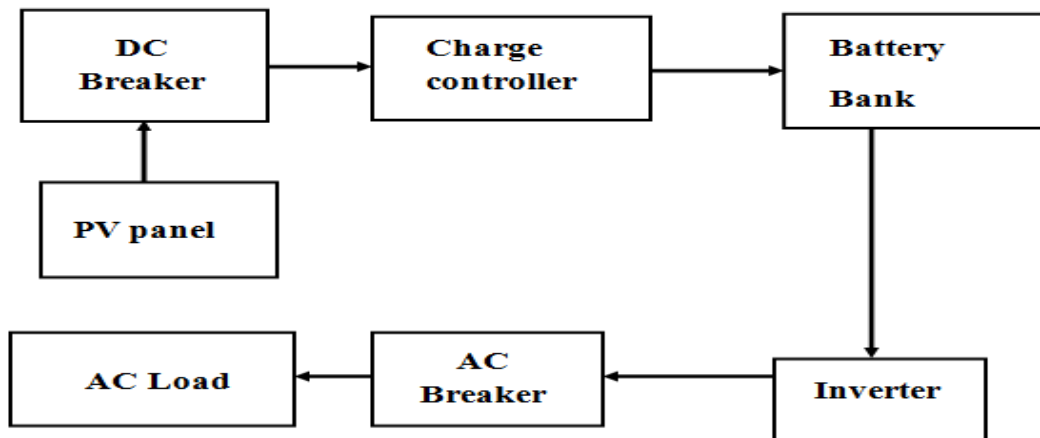 DC
Breaker
Charge
controller
Battery
Bank
PV panel
AC Load
AC
Breaker
Inverter